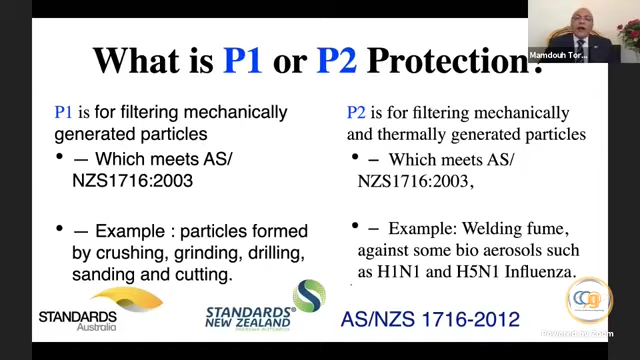 What is P1 or P2 Protection?
Mamdouh Tor...
P1 is for filtering mechanically
generated particles
• — Which meets AS/
NZS1716:2003
• — Example : particles formed
by crushing, grinding, drilling,
sanding and cutting.
P2 is for filtering mechanically
and thermally generated particles
• – Which meets AS/
NZS1716:2003,
• – Example: Welding fume,
against some bio aerosols such
as H1N1 and H5N1 Influenza.
STANDARDS
Australia
STANDARDS
NEW ZEALAND
AS/NZS 1716-2012
Powered by Zoom